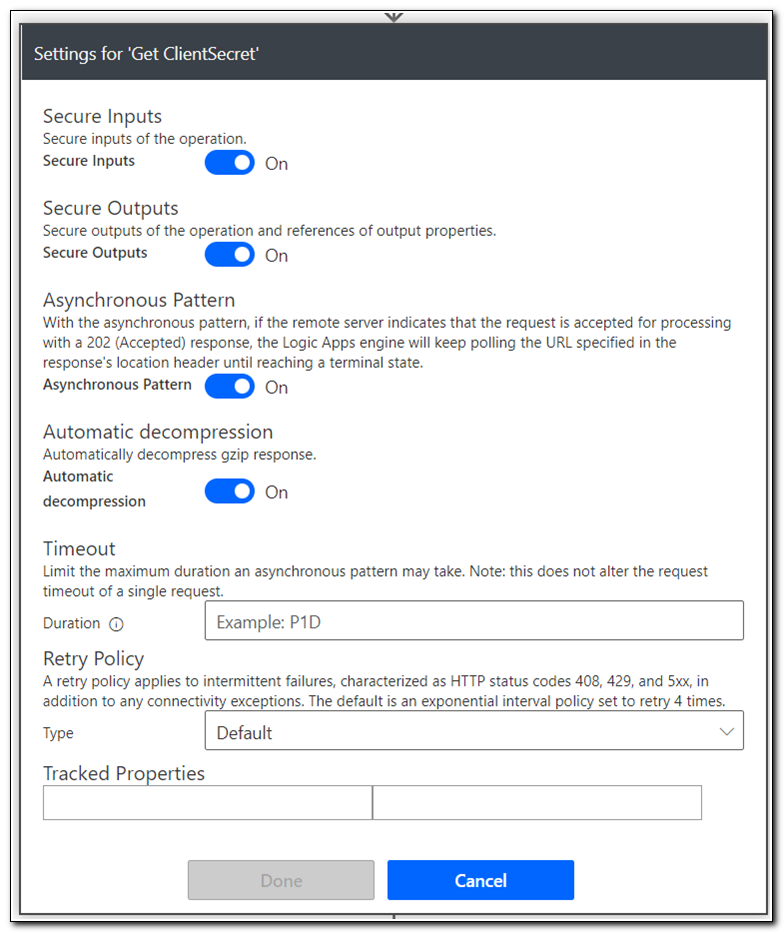 Settings for 'Get ClientSecret'
Secure Inputs
Secure inputs of the operation.
Secure Inputs
On
Secure Outputs
Secure outputs of the operation and references of output properties.
Secure Outputs
On
Asynchronous Pattern
With the asynchronous pattern, if the remote server indicates that the request is accepted for processing
with a 202 (Accepted) response, the Logic Apps engine will keep polling the URL specified in the
response's location header until reaching a terminal state.
Asynchronous Pattern
On
Automatic decompression
Automatically decompress gzip response.
Automatic
decompression
On
Timeout
Limit the maximum duration an asynchronous pattern may take. Note: this does not alter the request
timeout of a single request.
Duration
Example: P1D
Retry Policy
A retry policy applies to intermittent failures, characterized as HTTP status codes 408, 429, and 5xx, in
addition to any connectivity exceptions. The default is an exponential interval policy set to retry 4 times.
Type
Default
Tracked Properties
Done
Cancel